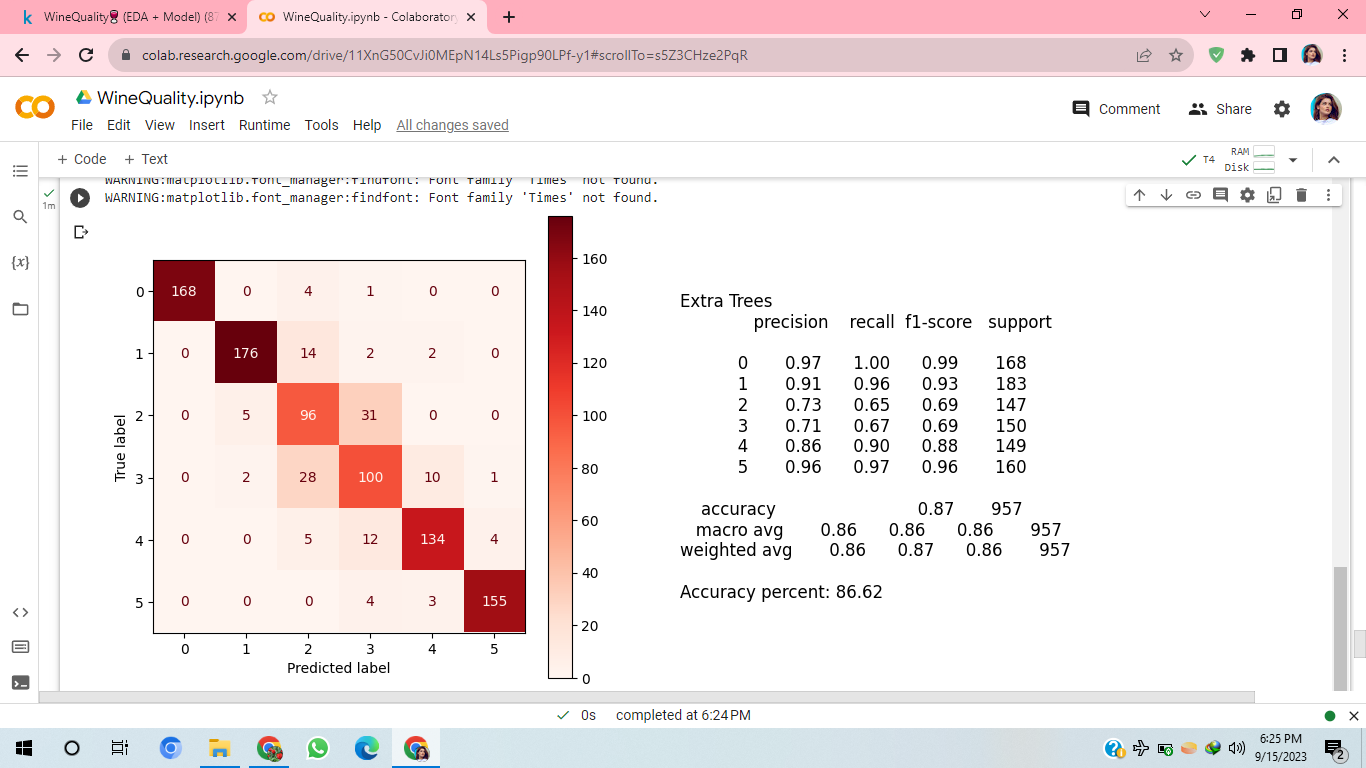 WineQuality🍷 (EDA + Model) (87
WineQuality.ipynb - Colaboratory
colab.research.google.com/drive/11XnG50CvJi0MEpN14Ls5Pigp90LPf-y1#scrollTo=s5Z3CHze2PqR
WineQuality.ipynb
Comment Share
File Edit View Insert Runtime Tools Help All changes saved
+ Code + Text
T4 RAM
Disk
WARNING:matplotlib.font_manager:findfont: Font family 'Times' not found.
1m WARNING:matplotlib.font_manager:findfont: Font family 'Times' not found.
{x}
True label
0 168 0 4 1 0 0
1 0 176 14 2 2 0
2 0 5 96 31 0 0
3 0 2 28 100 10 1
4 0 0 5 12 134 4
5 0 0 0 4 3 155
0 1 2 3 4 5
Predicted label
160
140
120
100
80
60
40
20
0
Extra Trees
precision recall f1-score support
0 0.97 1.00 0.99 168
1 0.91 0.96 0.93 183
2 0.73 0.65 0.69 147
3 0.71 0.67 0.69 150
4 0.86 0.90 0.88 149
5 0.96 0.97 0.96 160
accuracy 0.87 957
macro avg 0.86 0.86 0.86 957
weighted avg 0.86 0.87 0.86 957
Accuracy percent: 86.62
0s completed at 6:24 PM
6:25 PM
9/15/2023
2